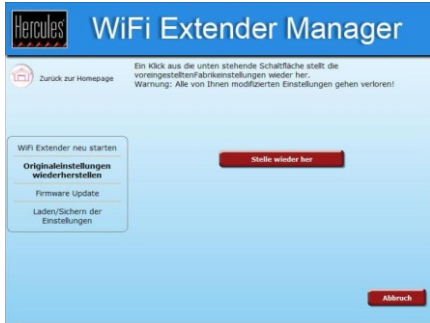 Hercules
WiFi Extender Manager
Zurück zur Homepage
Ein Klick aus die unten stehende Schaltfläche stellt die
voreingestelltenFabrikeinstellungen wieder her.
Warnung: Alle von Ihnen modifizierten Einstellungen gehen verloren!
WiFi Extender neu starten
Originaleinstellungen
wiederherstellen
Firmware Update
Laden/Sichern der
Einstellungen
Stelle wieder her
Abbruch